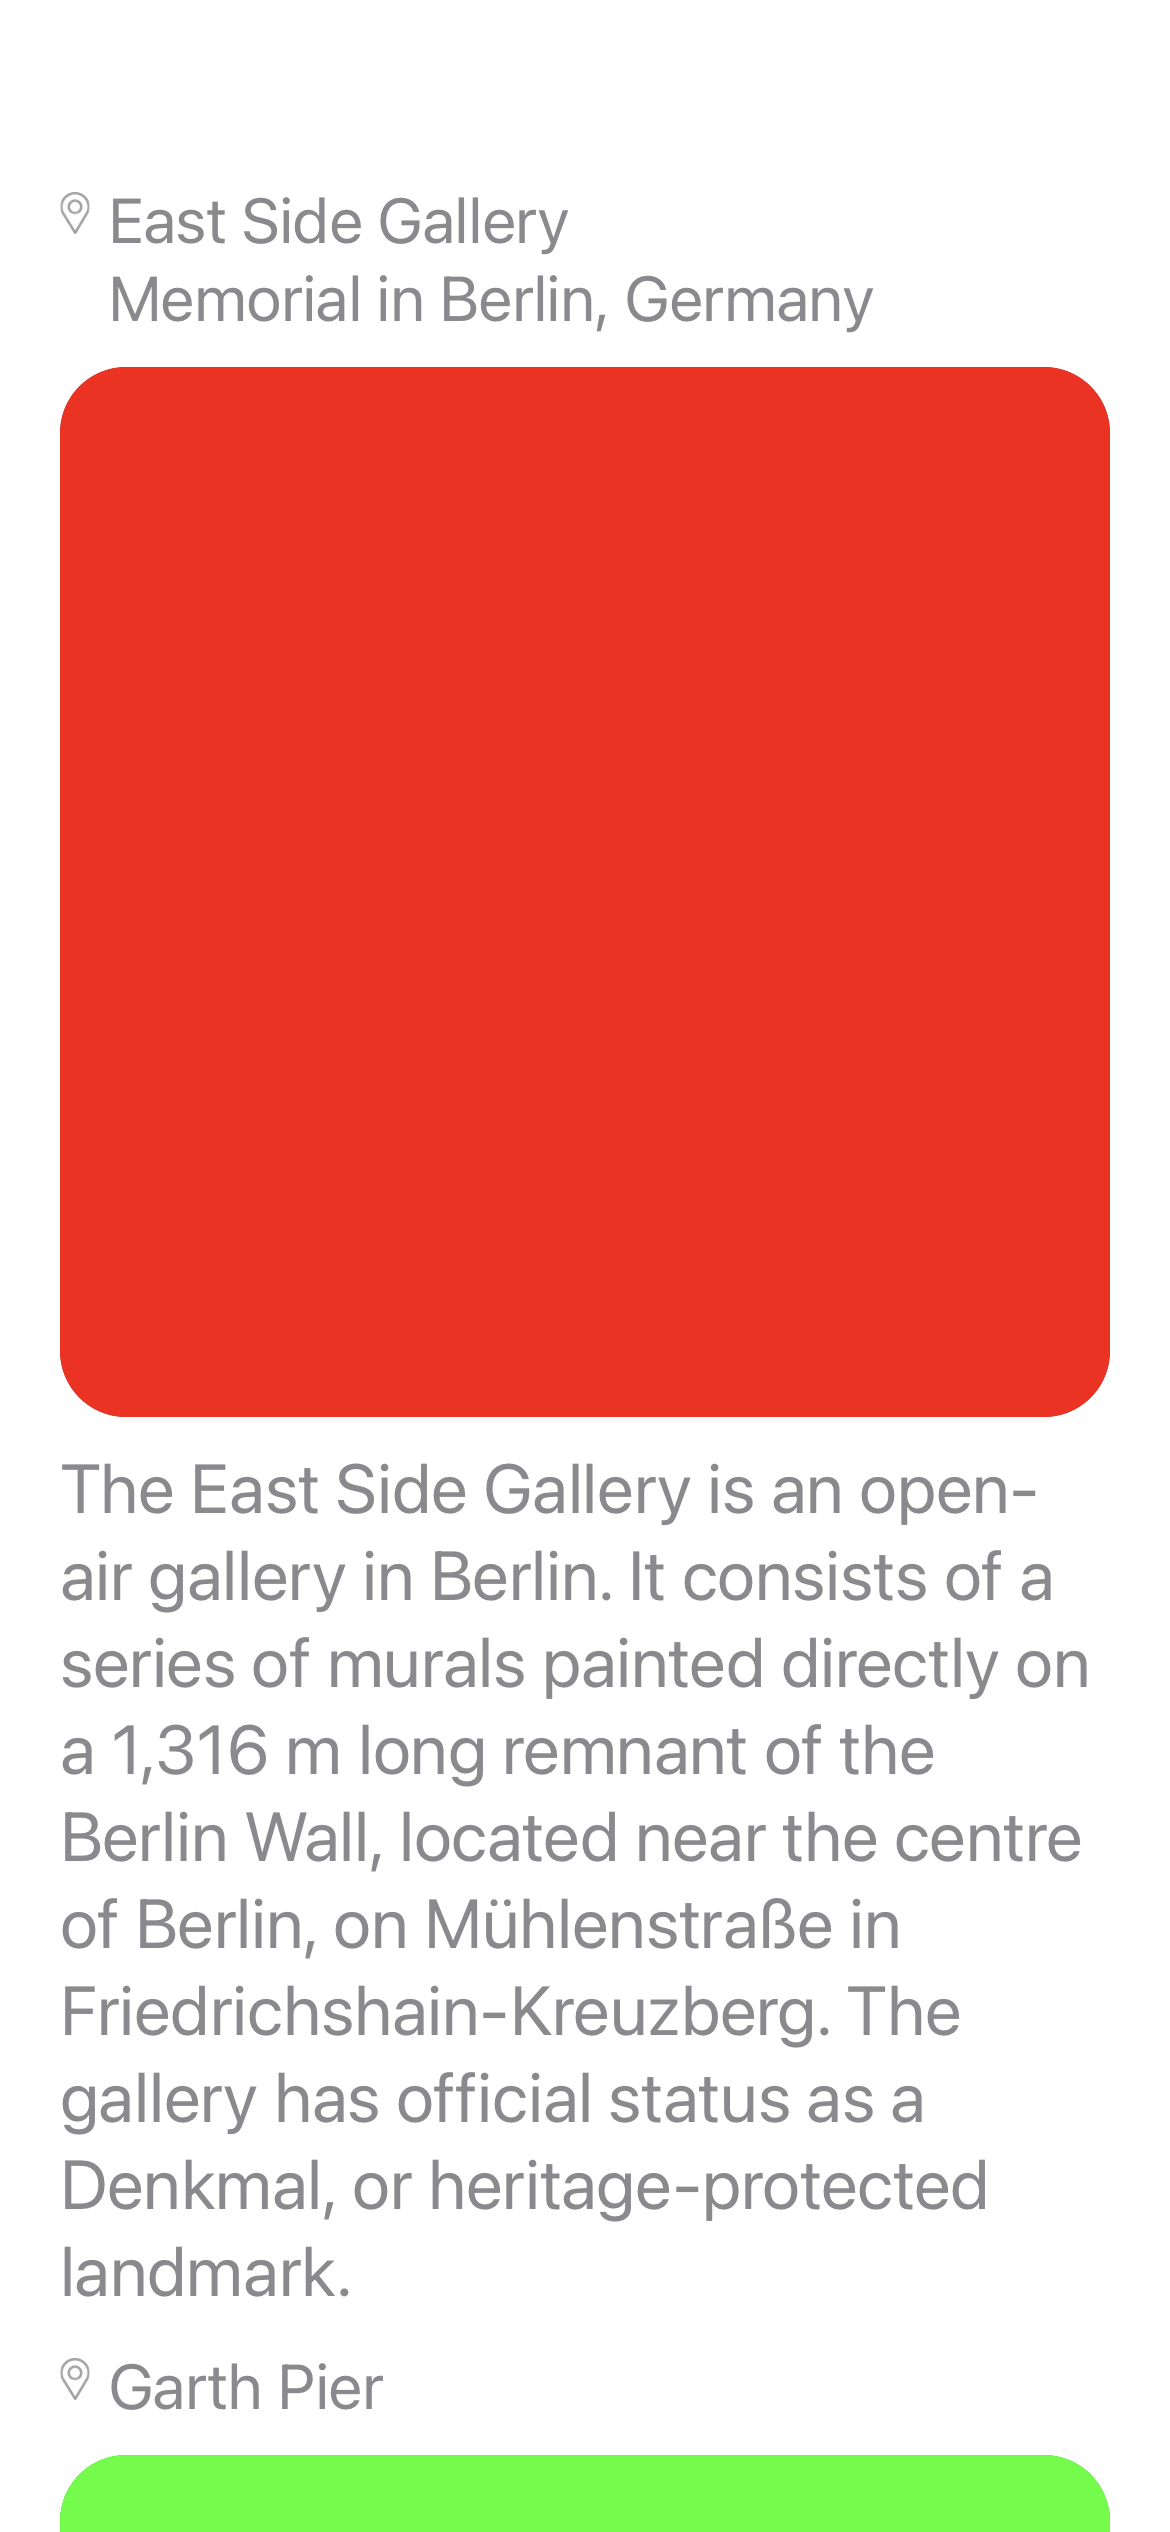 East Side Gallery
Memorial in Berlin, Germany
The East Side Gallery is an open-
air gallery in Berlin. It consists of a
series of murals painted directly on
a 1,316 m long remnant of the
Berlin Wall, located near the centre
of Berlin, on Mühlenstraße in
Friedrichshain-Kreuzberg. The
gallery has official status as a
Denkmal, or heritage-protected
landmark.
Garth Pier